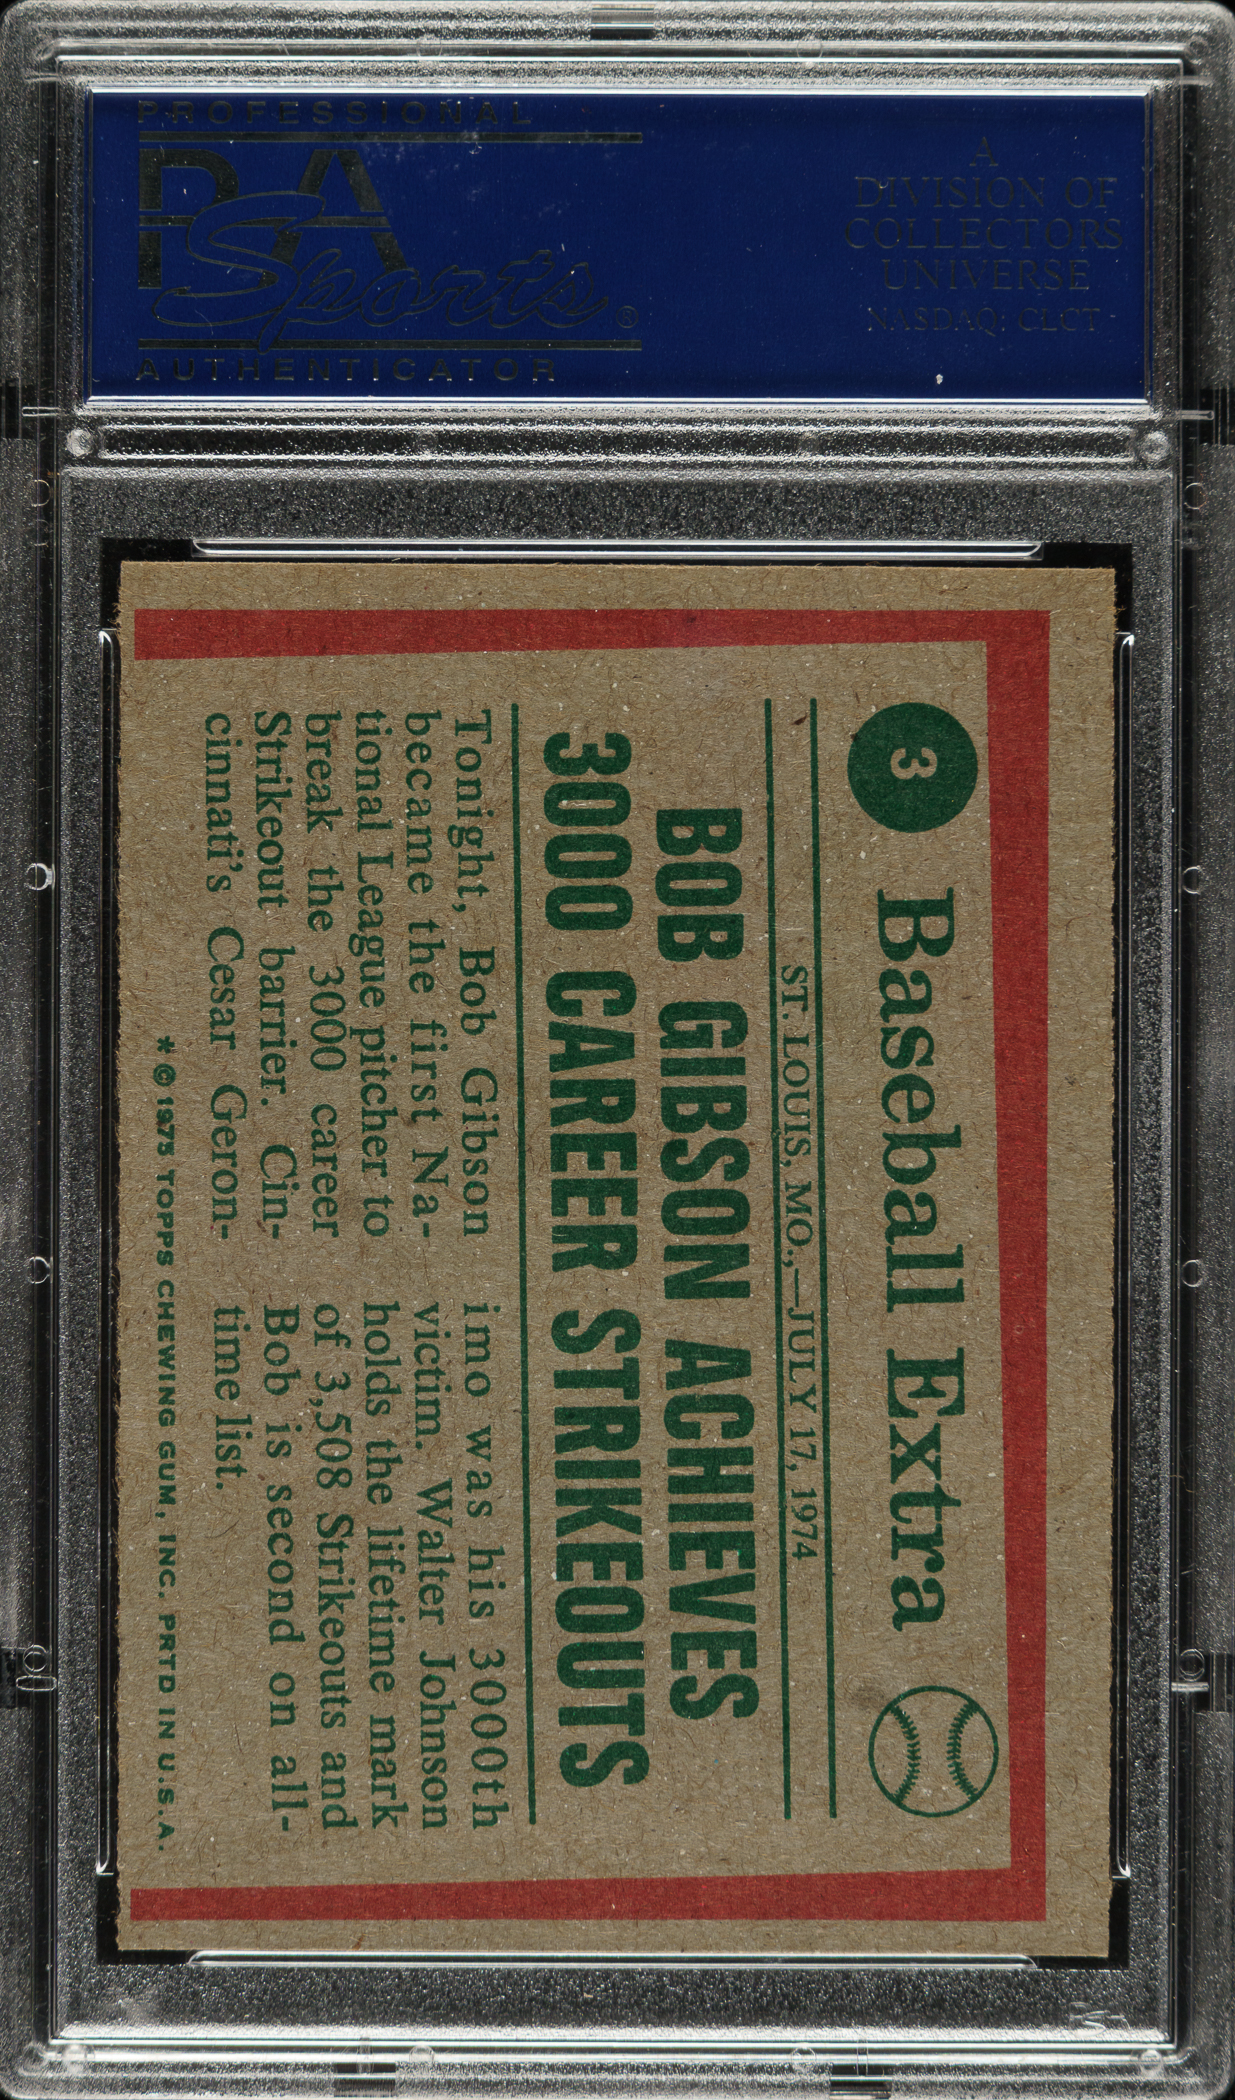 PROFESSIONAL
PSA
Sports®
AUTHENTICATOR
A
DIVISION OF
COLLECTORS
UNIVERSE
NASDAQ: CLCT
3 Baseball Extra
ST. LOUIS, MO.,—JULY 17, 1974
BOB GIBSON ACHIEVES
3000 CAREER STRIKEOUTS
Tonight, Bob Gibson
became the first Na-
tional League pitcher to
break the 3000 career
Strikeout barrier. Cin-
cinnati's Cesar Geron-
imo was his 3000th
victim. Walter Johnson
holds the lifetime mark
of 3,508 Strikeouts and
Bob is second on all-
time list.
* © 1975 TOPPS CHEWING GUM, INC. PRTD IN U.S.A.